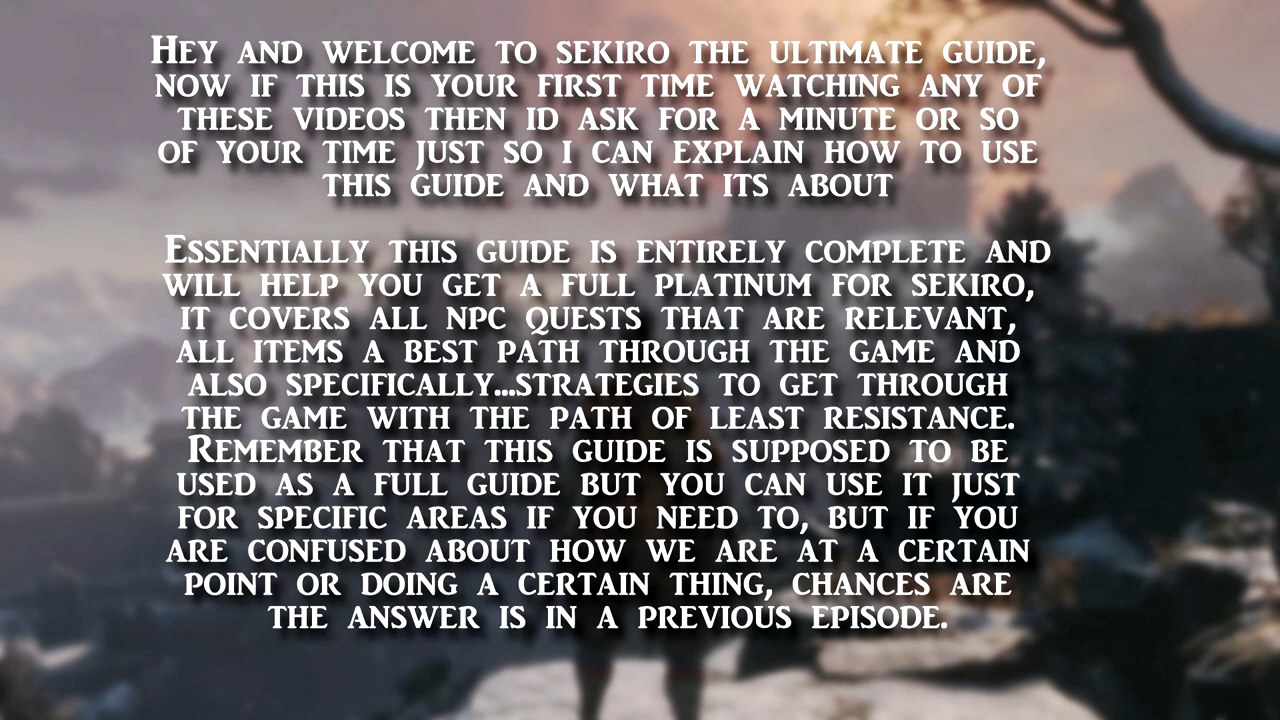 Hey and welcome to sekiro the ultimate guide,
now if this is your first time watching any of
these videos then id ask for a minute or so
of your time just so i can explain how to use
this guide and what its about
Essentially this guide is entirely complete and
will help you get a full platinum for sekiro,
it covers all npc quests that are relevant,
all items a best path through the game and
also specifically...strategies to get through
the game with the path of least resistance.
Remember that this guide is supposed to be
used as a full guide but you can use it just
for specific areas if you need to, but if you
are confused about how we are at a certain
point or doing a certain thing, chances are
the answer is in a previous episode.